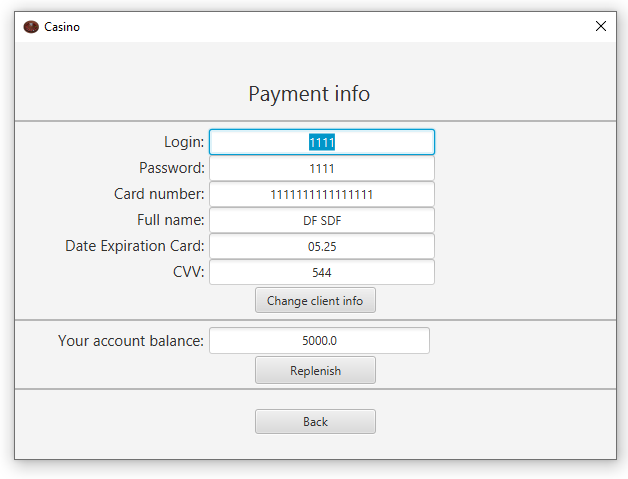 Casino
Payment info
Login: 1111
Password: 1111
Card number: 1111111111111111
Full name: DF SDF
Date Expiration Card: 05.25
CVV: 544
Change client info
Your account balance: 5000.0
Replenish
Back